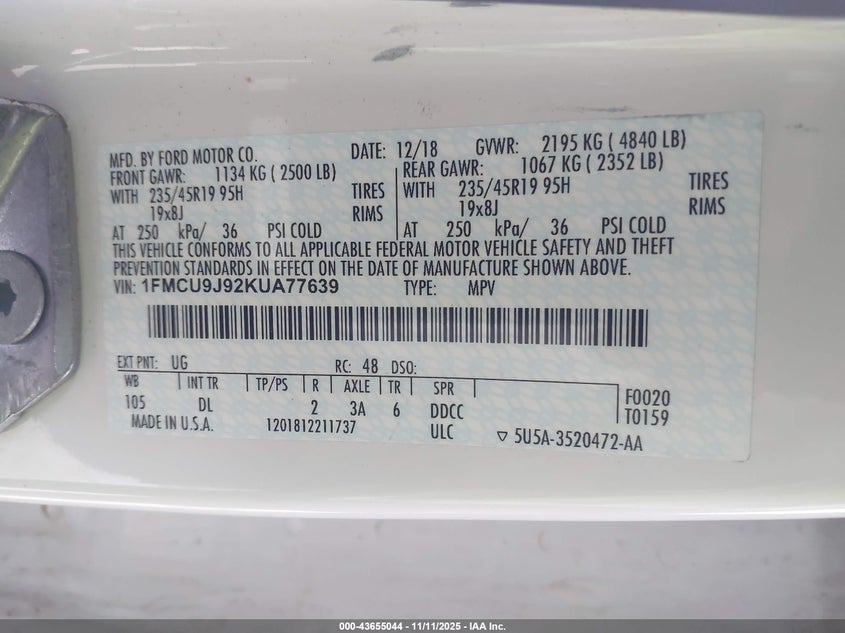 MFD. BY FORD MOTOR CO. DATE: 12/18 GVWR: 2195 KG ( 4840 LB)
FRONT GAWR: 1134 KG ( 2500 LB) REAR GAWR: 1067 KG ( 2352 LB)
WITH 235/45R19 95H TIRES WITH 235/45R19 95H TIRES
19x8J RIMS 19x8J RIMS
AT 250 kPa/ 36 PSI COLD AT 250 kPa/ 36 PSI COLD
THIS VEHICLE CONFORMS TO ALL APPLICABLE FEDERAL MOTOR VEHICLE SAFETY AND THEFT
PREVENTION STANDARDS IN EFFECT ON THE DATE OF MANUFACTURE SHOWN ABOVE.
VIN: 1FMCU9J92KUA77639 TYPE: MPV
EXT PNT: UG RC: 48 DSO:
WB INT TR TP/PS R AXLE TR SPR F0020
105 DL 2 3A 6 DDCC T0159
MADE IN U.S.A. 1201812211737 ULC ▽ 5U5A-3520472-AA
000-43655044 - 11/11/2025 - IAA Inc.